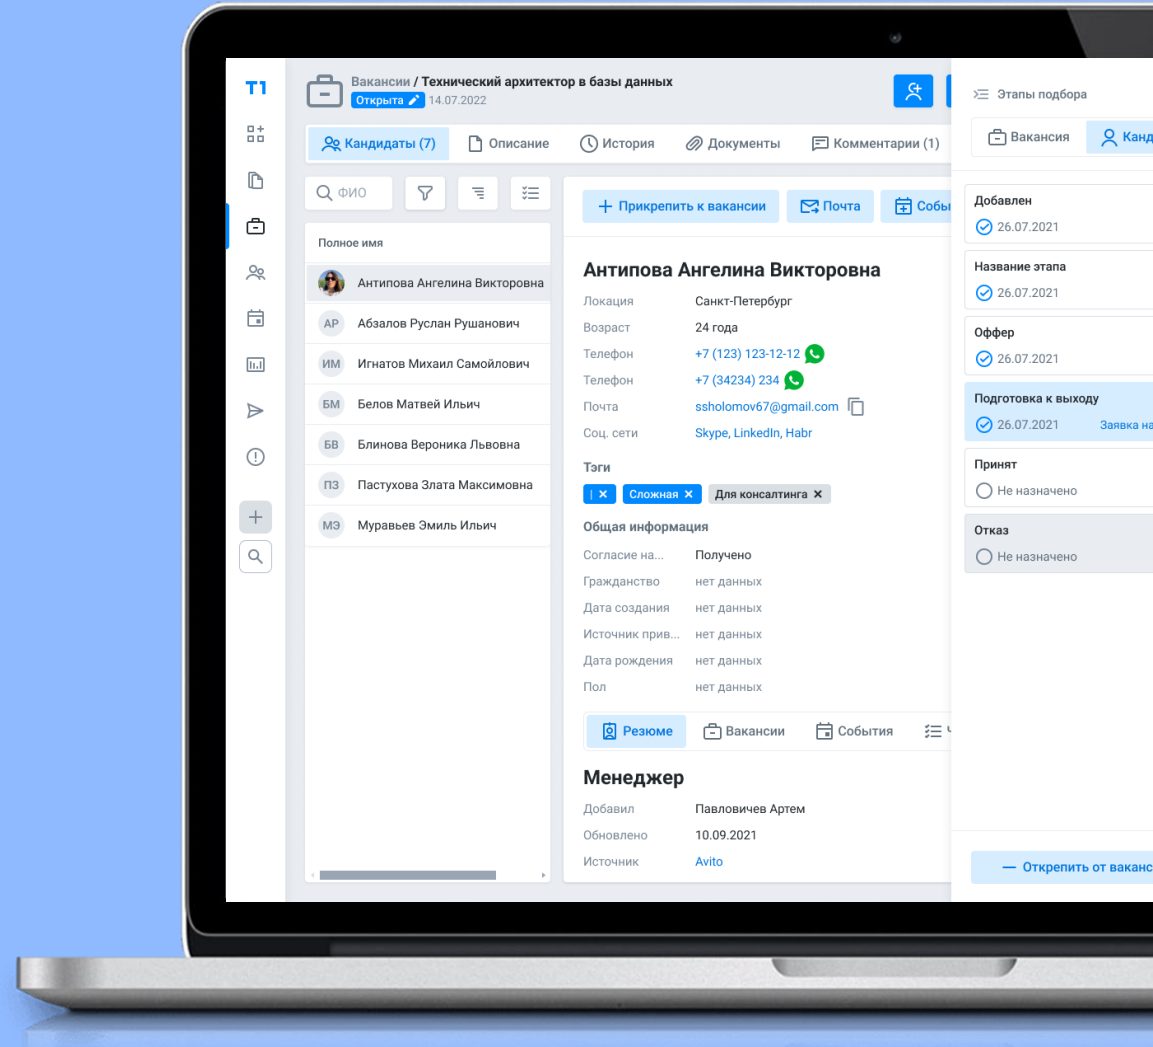 T1
Вакансии / Технический архитектор в базы данных
Открыта 14.07.2022
Кандидаты (7) Описание История Документы Комментарии (1)
ФИО
Полное имя
Антипова Ангелина Викторовна
АР Абзалов Руслан Рушанович
ИМ Игнатов Михаил Самойлович
БМ Белов Матвей Ильич
БВ Блинова Вероника Львовна
ПЗ Пастухова Злата Максимовна
МЭ Муравьев Эмиль Ильич
+ Прикрепить к вакансии Почта Собы
Антипова Ангелина Викторовна
Локация Санкт-Петербург
Возраст 24 года
Телефон +7 (123) 123-12-12
Телефон +7 (34234) 234
Почта ssholomov67@gmail.com
Соц. сети Skype, LinkedIn, Habr
Тэги
| × Сложная × Для консалтинга ×
Общая информация
Согласие на... Получено
Гражданство нет данных
Дата создания нет данных
Источник прив... нет данных
Дата рождения нет данных
Пол нет данных
Резюме Вакансии События
Менеджер
Добавил Павловичев Артем
Обновлено 10.09.2021
Источник Avito
Этапы подбора
Вакансия Канд
Добавлен
26.07.2021
Название этапа
26.07.2021
Оффер
26.07.2021
Подготовка к выходу
26.07.2021 Заявка на
Принят
Не назначено
Отказ
Не назначено
— Открепить от ваканс